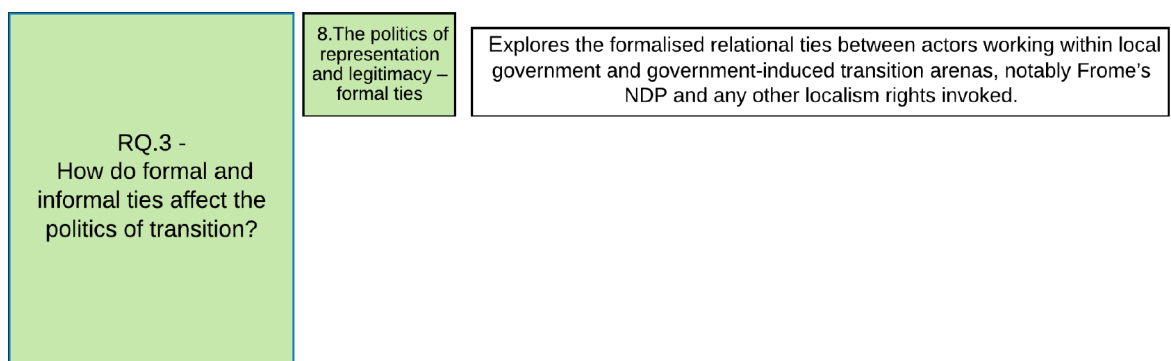 RQ.3 -
How do formal and
informal ties affect the
politics of transition?
8.The politics of
representation
and legitimacy –
formal ties
Explores the formalised relational ties between actors working within local
government and government-induced transition arenas, notably Frome's
NDP and any other localism rights invoked.